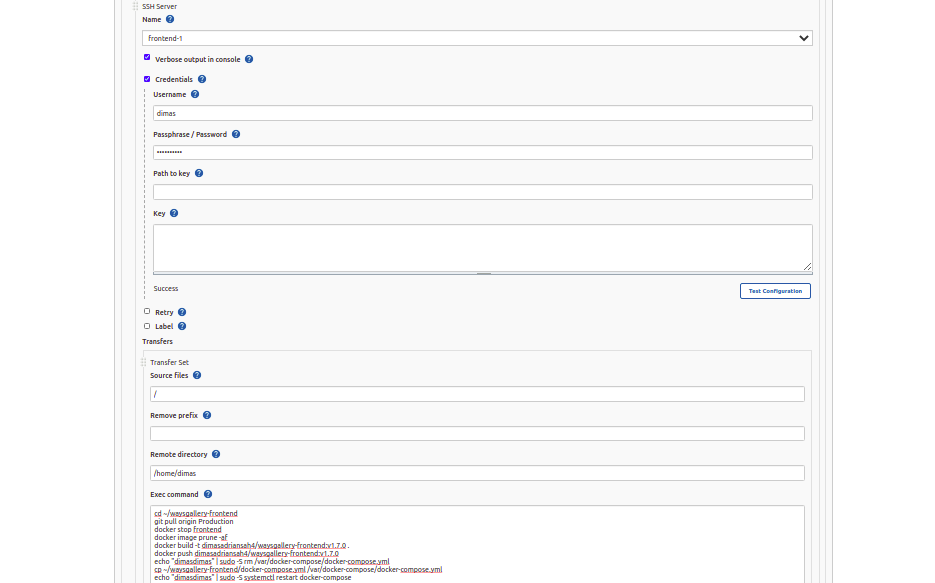 SSH Server
Name ?
frontend-1
Verbose output in console ?
Credentials ?
Username ?
dimas
Passphrase / Password ?
••••••••••
Path to key ?
Key ?
Success
Test Configuration
Retry ?
Label ?
Transfers
Transfer Set
Source files ?
/
Remove prefix ?
Remote directory ?
/home/dimas
Exec command ?
cd ~/waysgallery-frontend
git pull origin Production
docker stop frontend
docker image prune -af
docker build -t dimasadriansah4/waysgallery-frontend:v1.7.0 .
docker push dimasadriansah4/waysgallery-frontend:v1.7.0
echo "dimasdimas" | sudo -S rm /var/docker-compose/docker-compose.yml
cp ~/waysgallery-frontend/docker-compose.yml /var/docker-compose/docker-compose.yml
echo "dimasdimas" | sudo -S systemctl restart docker-compose